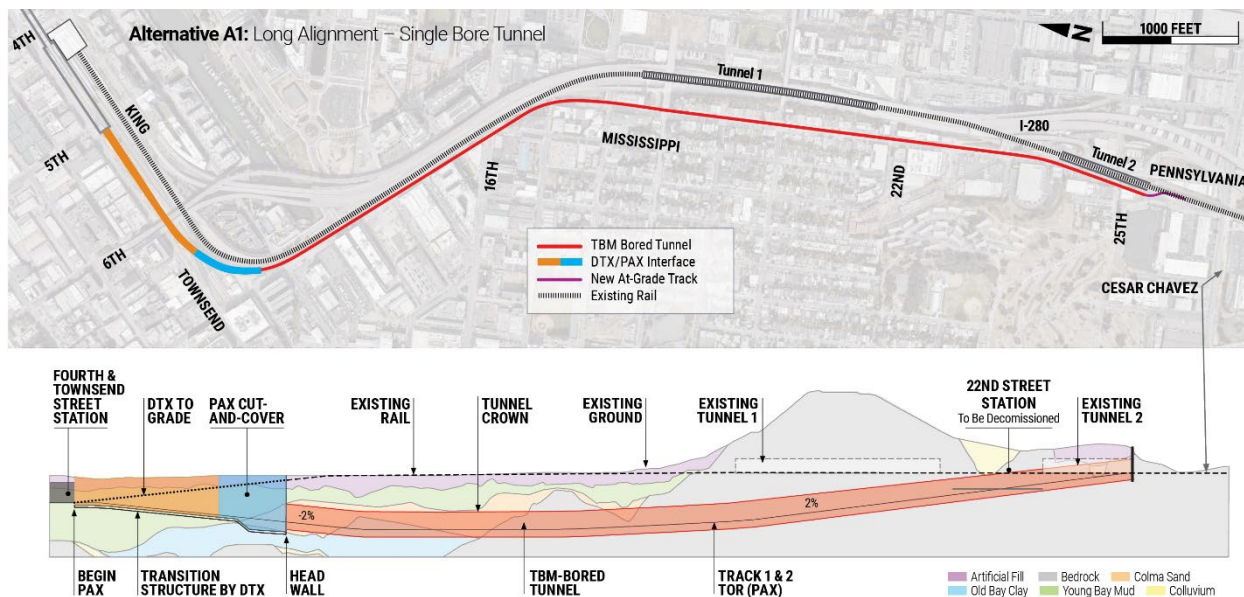 Alternative A1: Long Alignment – Single Bore Tunnel
N
1000 FEET
4TH
KING
5TH
6TH
TOWNSEND
16TH
Tunnel 1
MISSISSIPPI
22ND
I-280
Tunnel 2
PENNSYLVANIA
25TH
CESAR CHAVEZ
TBM Bored Tunnel
DTX/PAX Interface
New At-Grade Track
Existing Rail
FOURTH &
TOWNSEND
STREET
STATION
DTX TO
GRADE
PAX CUT-
AND-COVER
EXISTING
RAIL
TUNNEL
CROWN
EXISTING
GROUND
EXISTING
TUNNEL 1
22ND STREET
STATION
To Be Decomissioned
EXISTING
TUNNEL 2
-2%
2%
BEGIN
PAX
TRANSITION
STRUCTURE BY DTX
HEAD
WALL
TBM-BORED
TUNNEL
TRACK 1 & 2
TOR (PAX)
Artificial Fill
Bedrock
Colma Sand
Old Bay Clay
Young Bay Mud
Colluvium